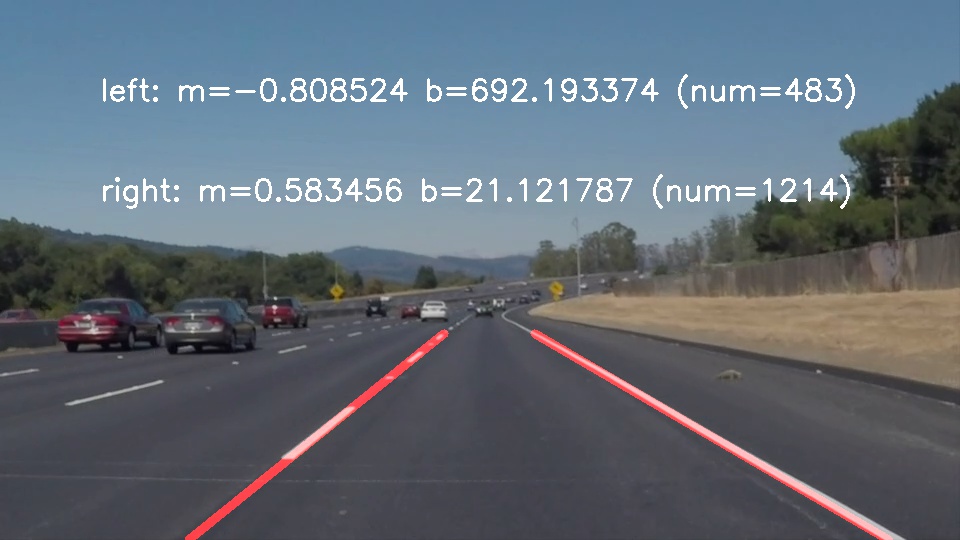 left: m=-0.808524 b=692.193374 (num=483)
right: m=0.583456 b=21.121787 (num=1214)